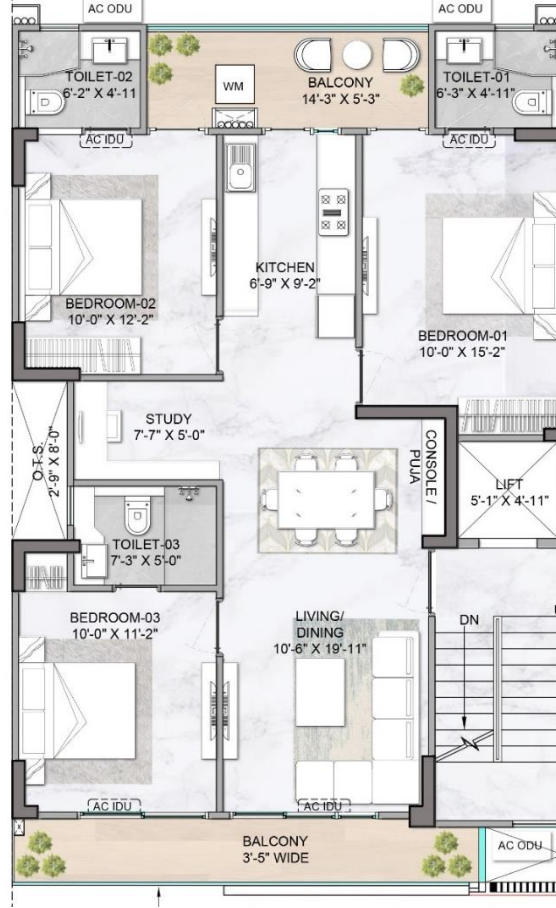 AC ODU
AC ODU
TOILET-02
6'-2" X 4'-11
WM
BALCONY
14'-3" X 5'-3"
TOILET-01
6'-3" X 4'-11"
AC IDU
AC IDU
KITCHEN
6'-9" X 9'-2"
BEDROOM-02
10'-0" X 12'-2"
BEDROOM-01
10'-0" X 15'-2"
STUDY
7'-7" X 5'-0"
O.T.S.
2'-9" X 8'-0"
CONSOLE /
PUJA
LIFT
5'-1" X 4'-11"
TOILET-03
7'-3" X 5'-0"
BEDROOM-03
10'-0" X 11'-2"
LIVING/
DINING
10'-6" X 19'-11"
DN
AC IDU
AC IDU
BALCONY
3'-5" WIDE
AC ODU